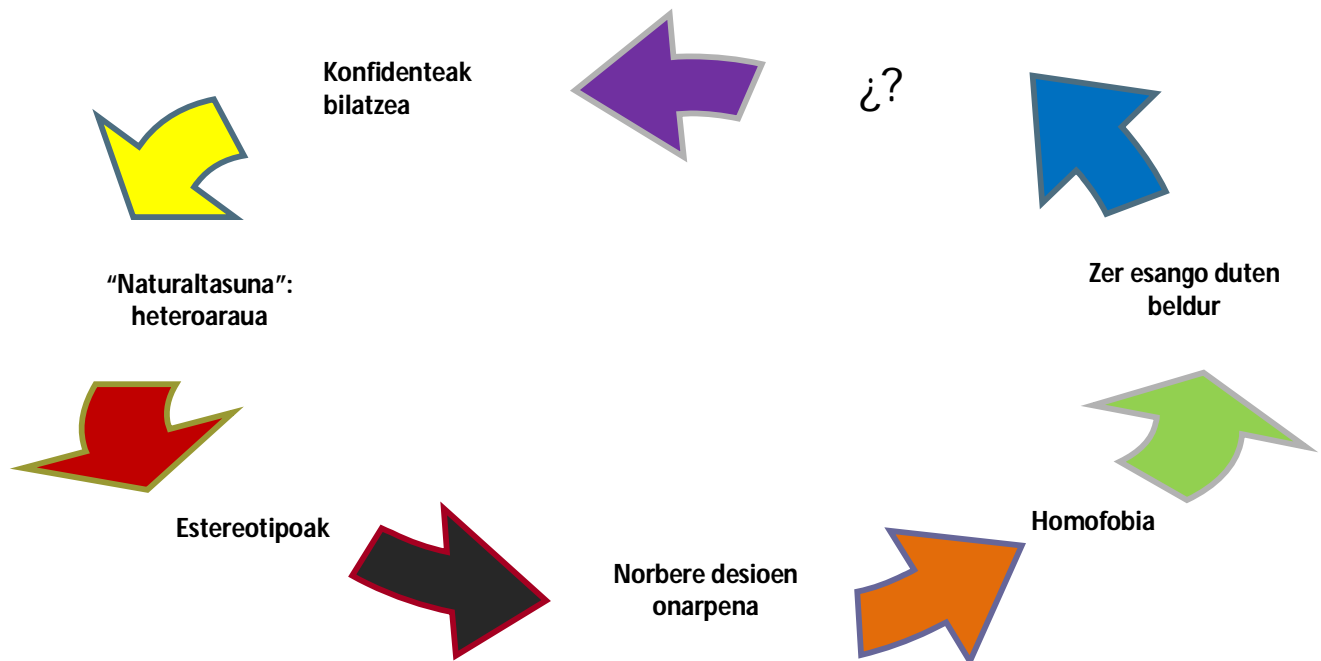 Konfidenteak
bilatzea
¿?
“Naturaltasuna”:
heteroaraua
Zer esango duten
beldur
Estereotipoak
Homofobia
Norbere desioen
onarpena